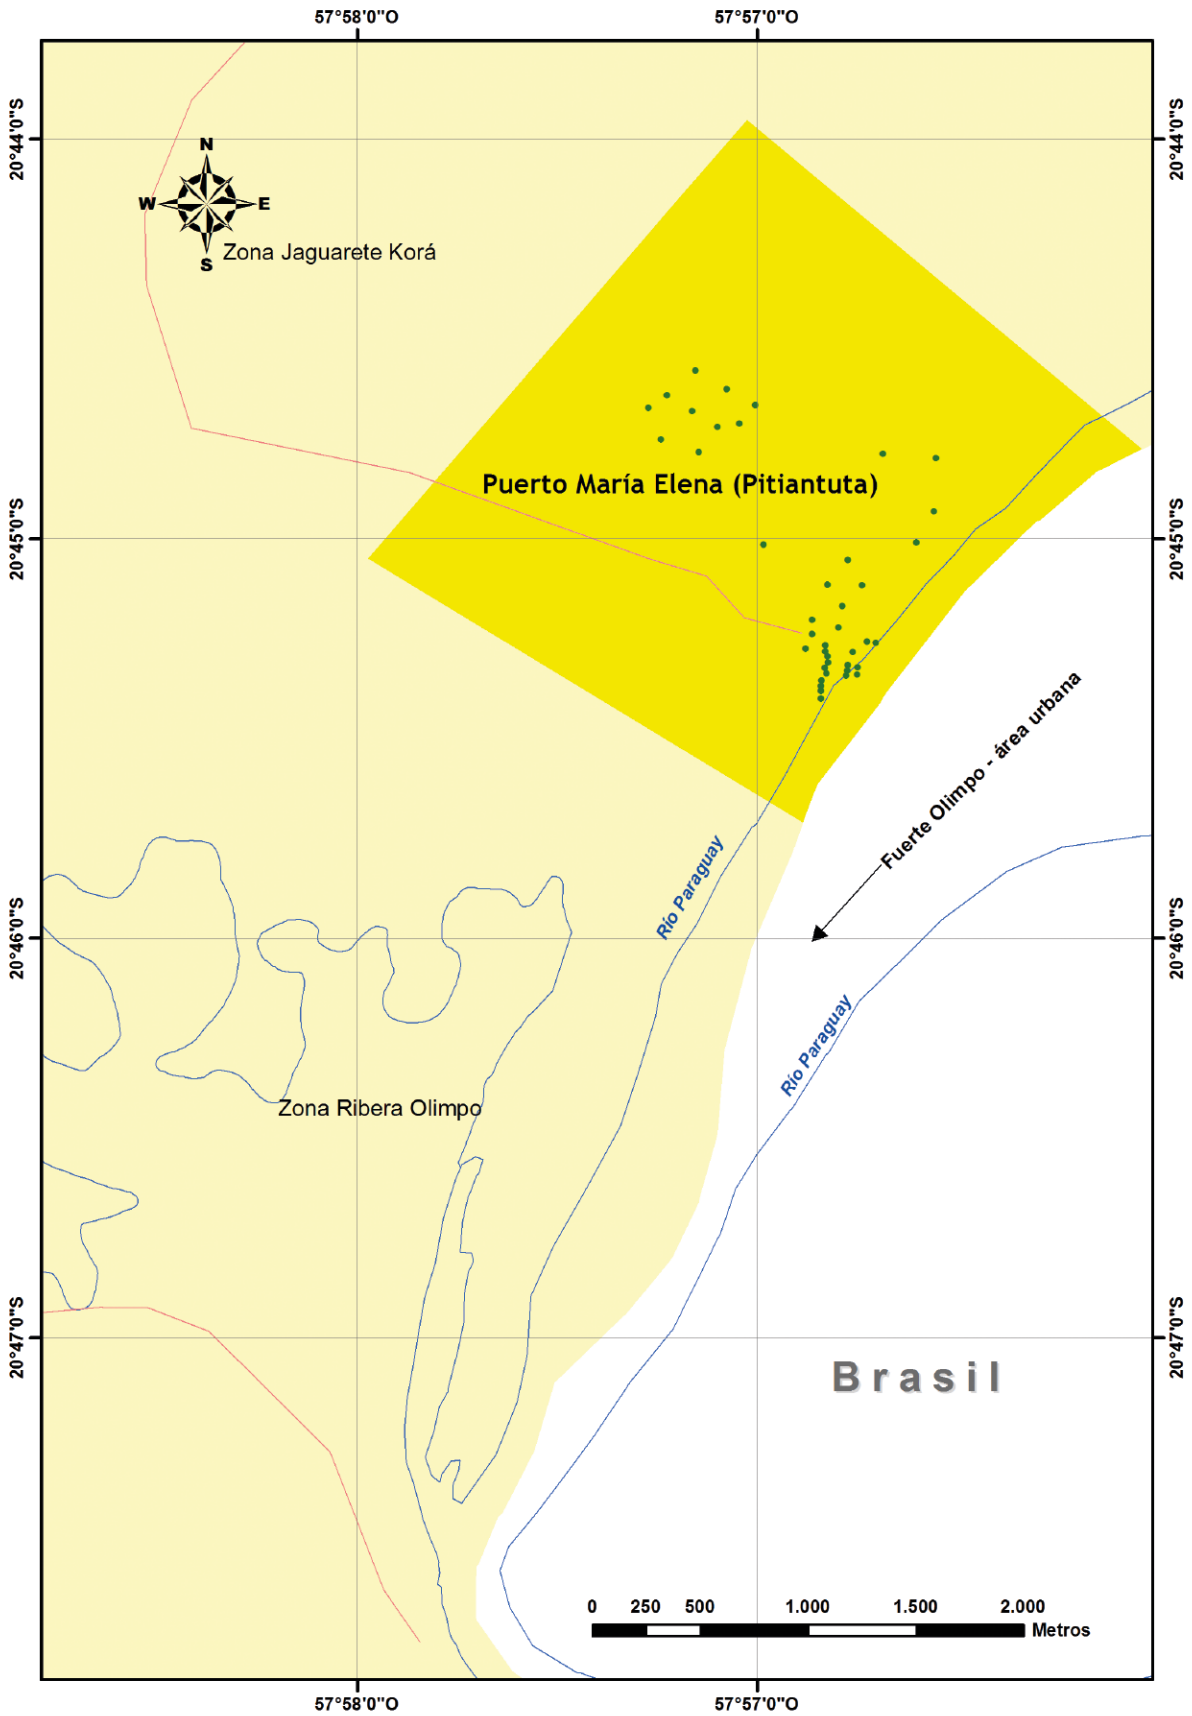 57°58'0"O
57°57'0"O
20°44'0"S
20°44'0"S
N
W
E
S
Zona Jaguarete Korá
Puerto María Elena (Pitiantuta)
20°45'0"S
20°45'0"S
Fuerte Olimpo - área urbana
Río Paraguay
20°46'0"S
20°46'0"S
Río Paraguay
Zona Ribera Olimpo
20°47'0"S
20°47'0"S
Brasil
0 250 500 1.000 1.500 2.000
Metros
57°58'0"O
57°57'0"O